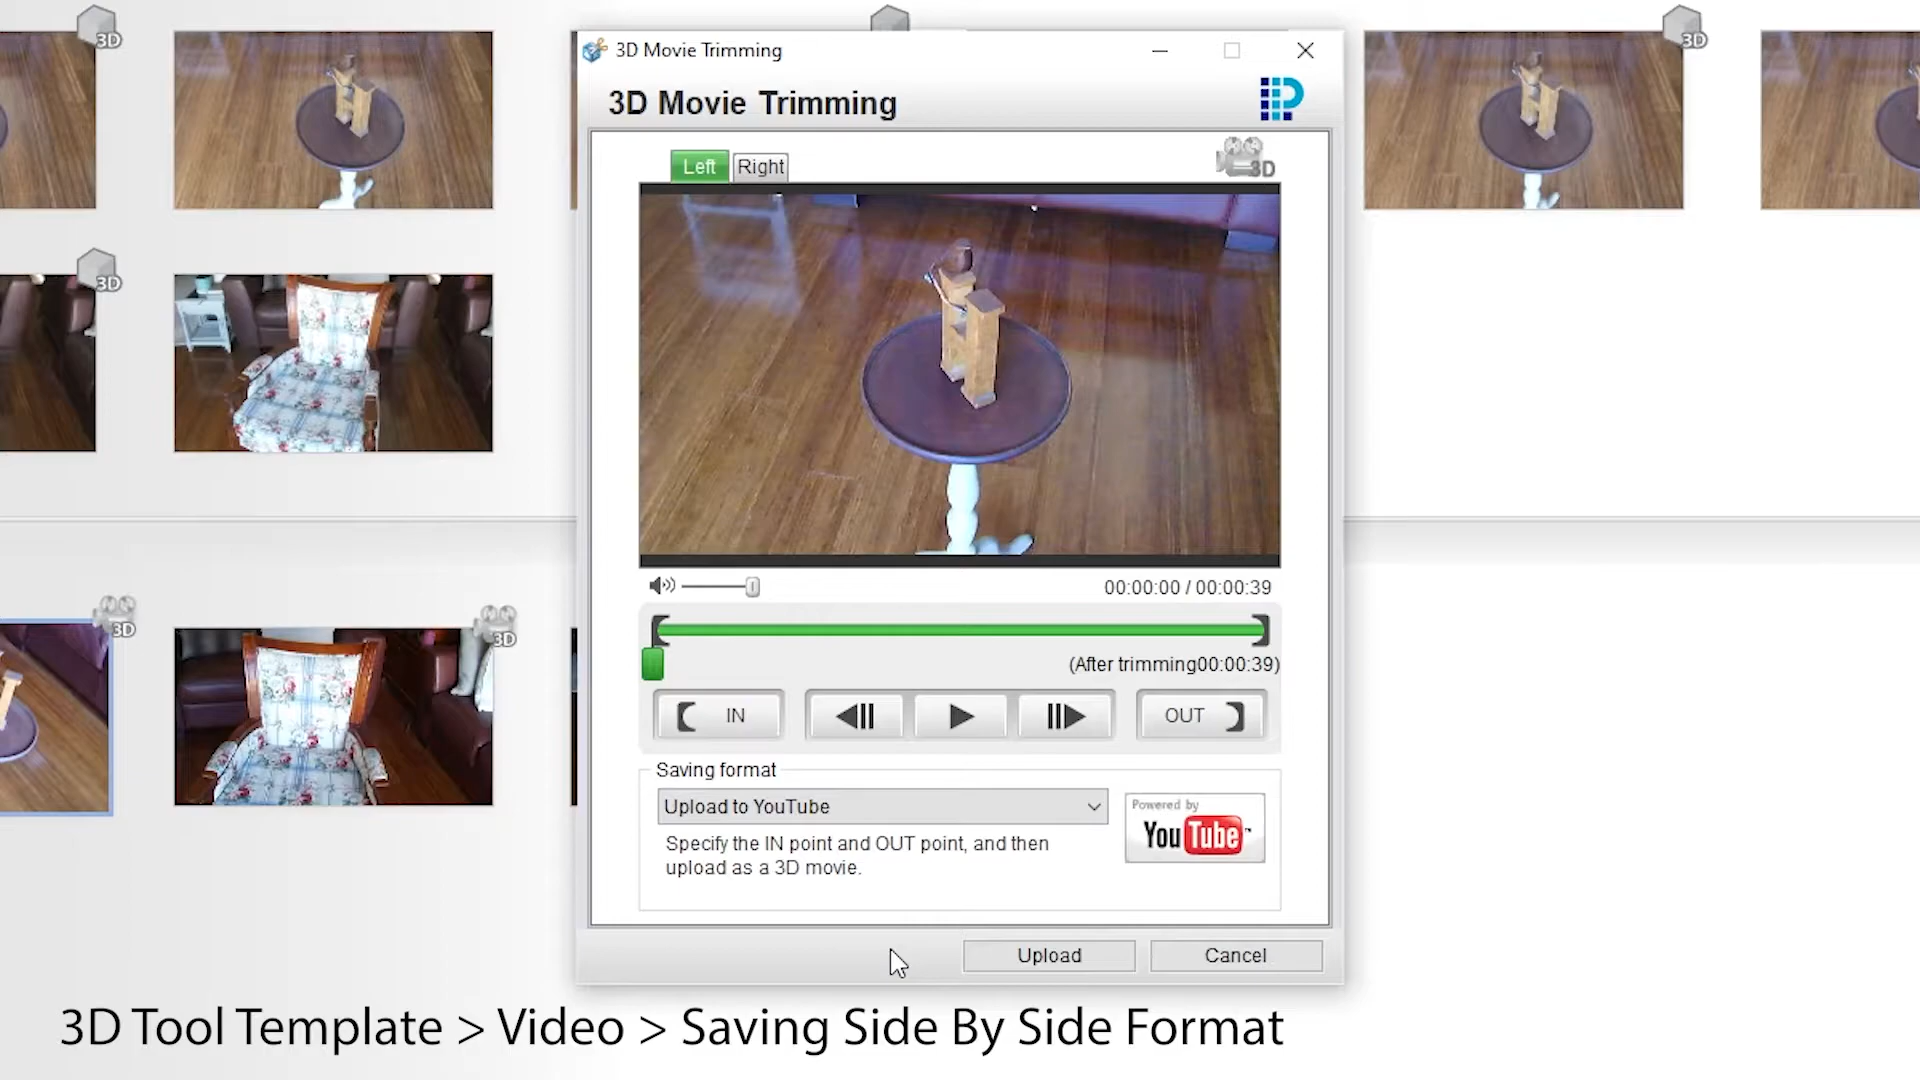 3D
3D
3D Movie Trimming
3D Movie Trimming
Left
Right
3D
00:00:00 / 00:00:39
(After trimming00:00:39)
IN
OUT
Saving format
Upload to YouTube
Specify the IN point and OUT point, and then
upload as a 3D movie.
Powered by
YouTube™
Upload
Cancel
3D
3D
3D
3D Tool Template > Video > Saving Side By Side Format